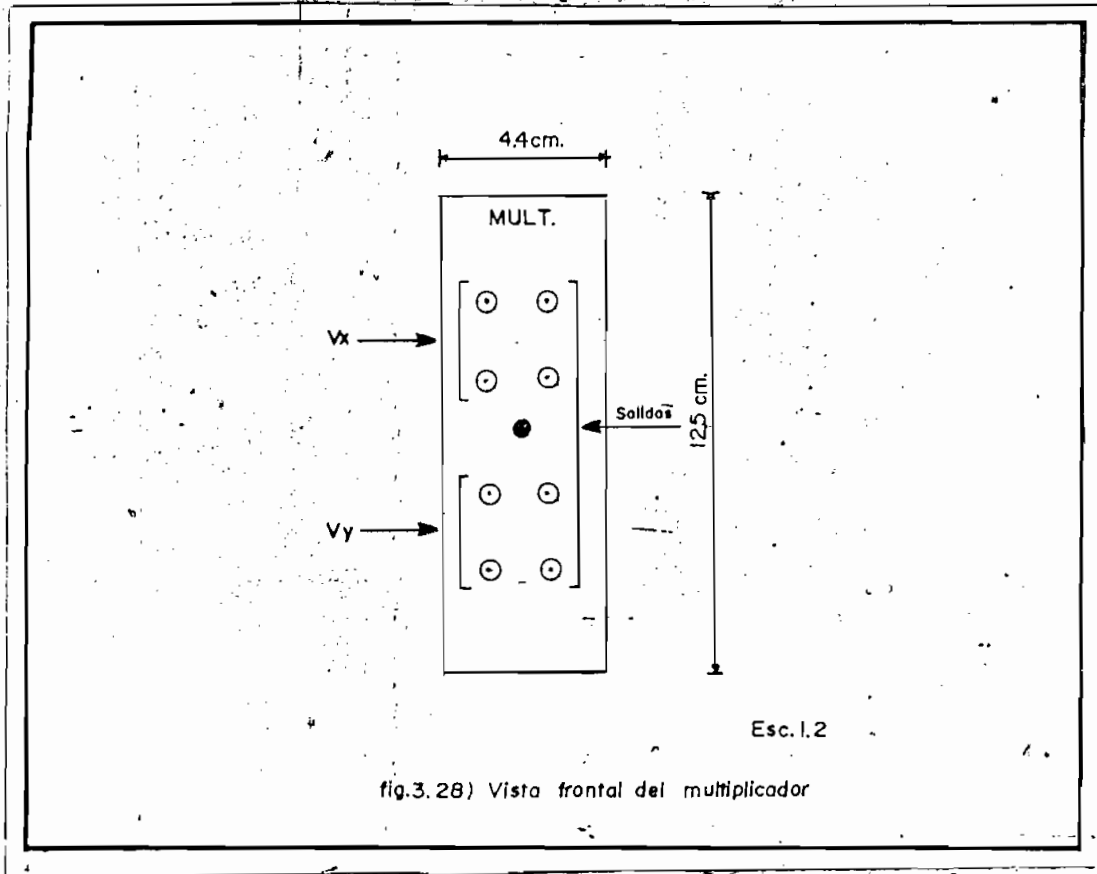 4.4cm.
MULT.
Vx
Salidas
12.5 cm.
Vy
Esc. 1.2
fig.3.28) Vista frontal del multiplicador